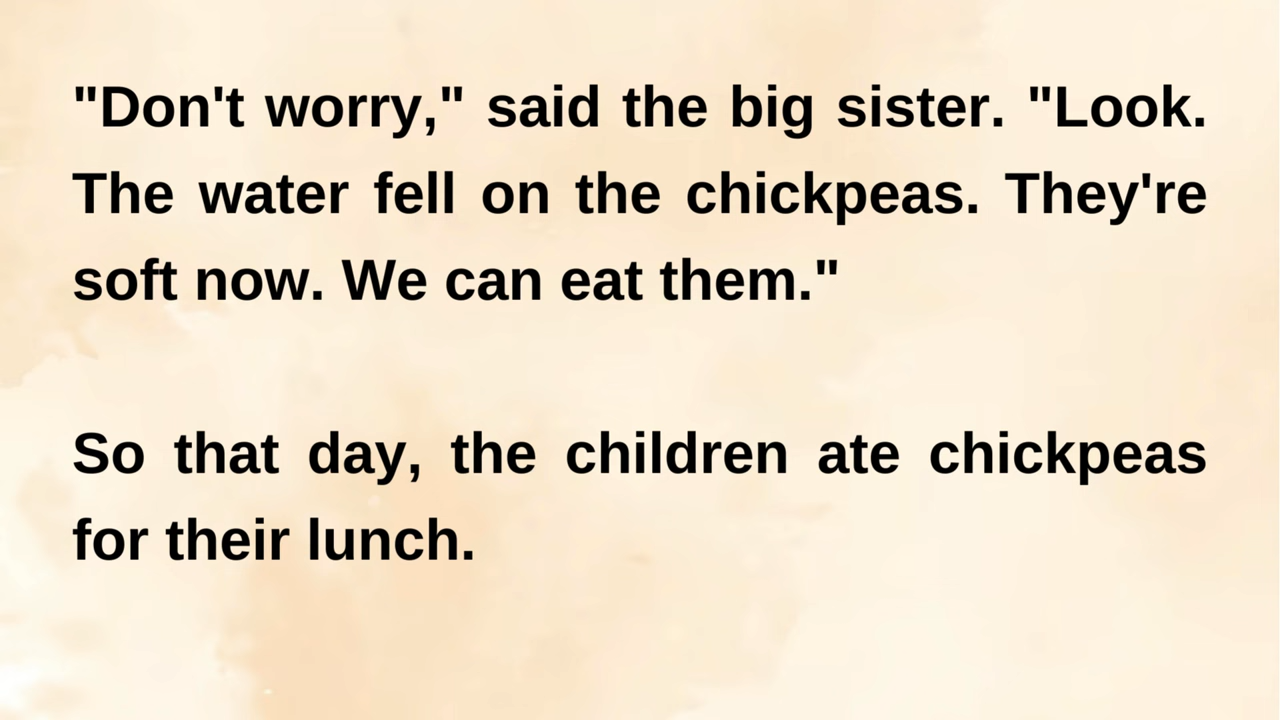 "Don't worry," said the big sister. "Look.
The water fell on the chickpeas. They're
soft now. We can eat them."
So that day, the children ate chickpeas
for their lunch.